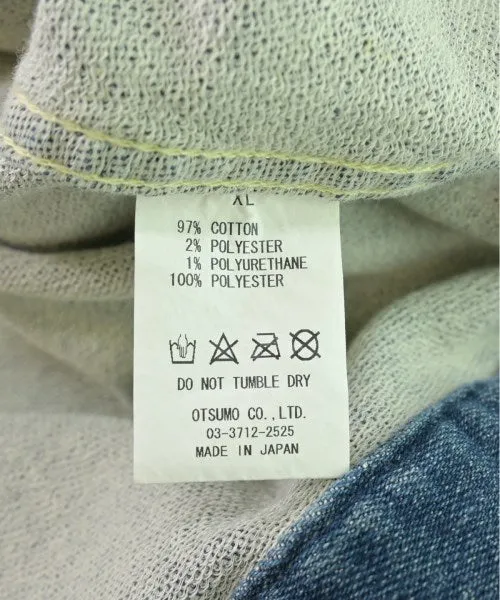 XL
97% COTTON
2% POLYESTER
1% POLYURETHANE
100% POLYESTER
DO NOT TUMBLE DRY
OTSUMO CO.,LTD.
03-3712-2525
MADE IN JAPAN